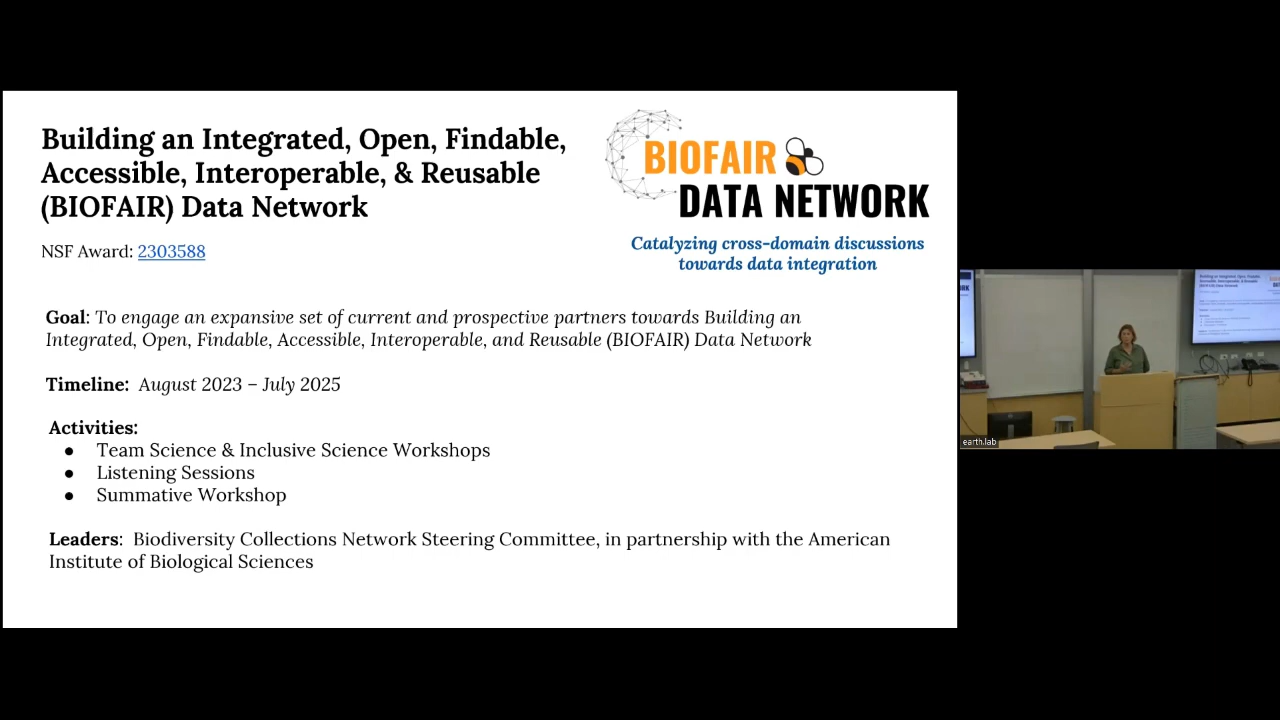 Building an Integrated, Open, Findable,
Accessible, Interoperable, & Reusable
(BIOFAIR) Data Network
NSF Award: 2303588
BIOFAIR
DATA NETWORK
Catalyzing cross-domain discussions
towards data integration
Goal: To engage an expansive set of current and prospective partners towards Building an
Integrated, Open, Findable, Accessible, Interoperable, and Reusable (BIOFAIR) Data Network
Timeline: August 2023 – July 2025
Activities:
● Team Science & Inclusive Science Workshops
● Listening Sessions
● Summative Workshop
Leaders: Biodiversity Collections Network Steering Committee, in partnership with the American
Institute of Biological Sciences
earth.lab